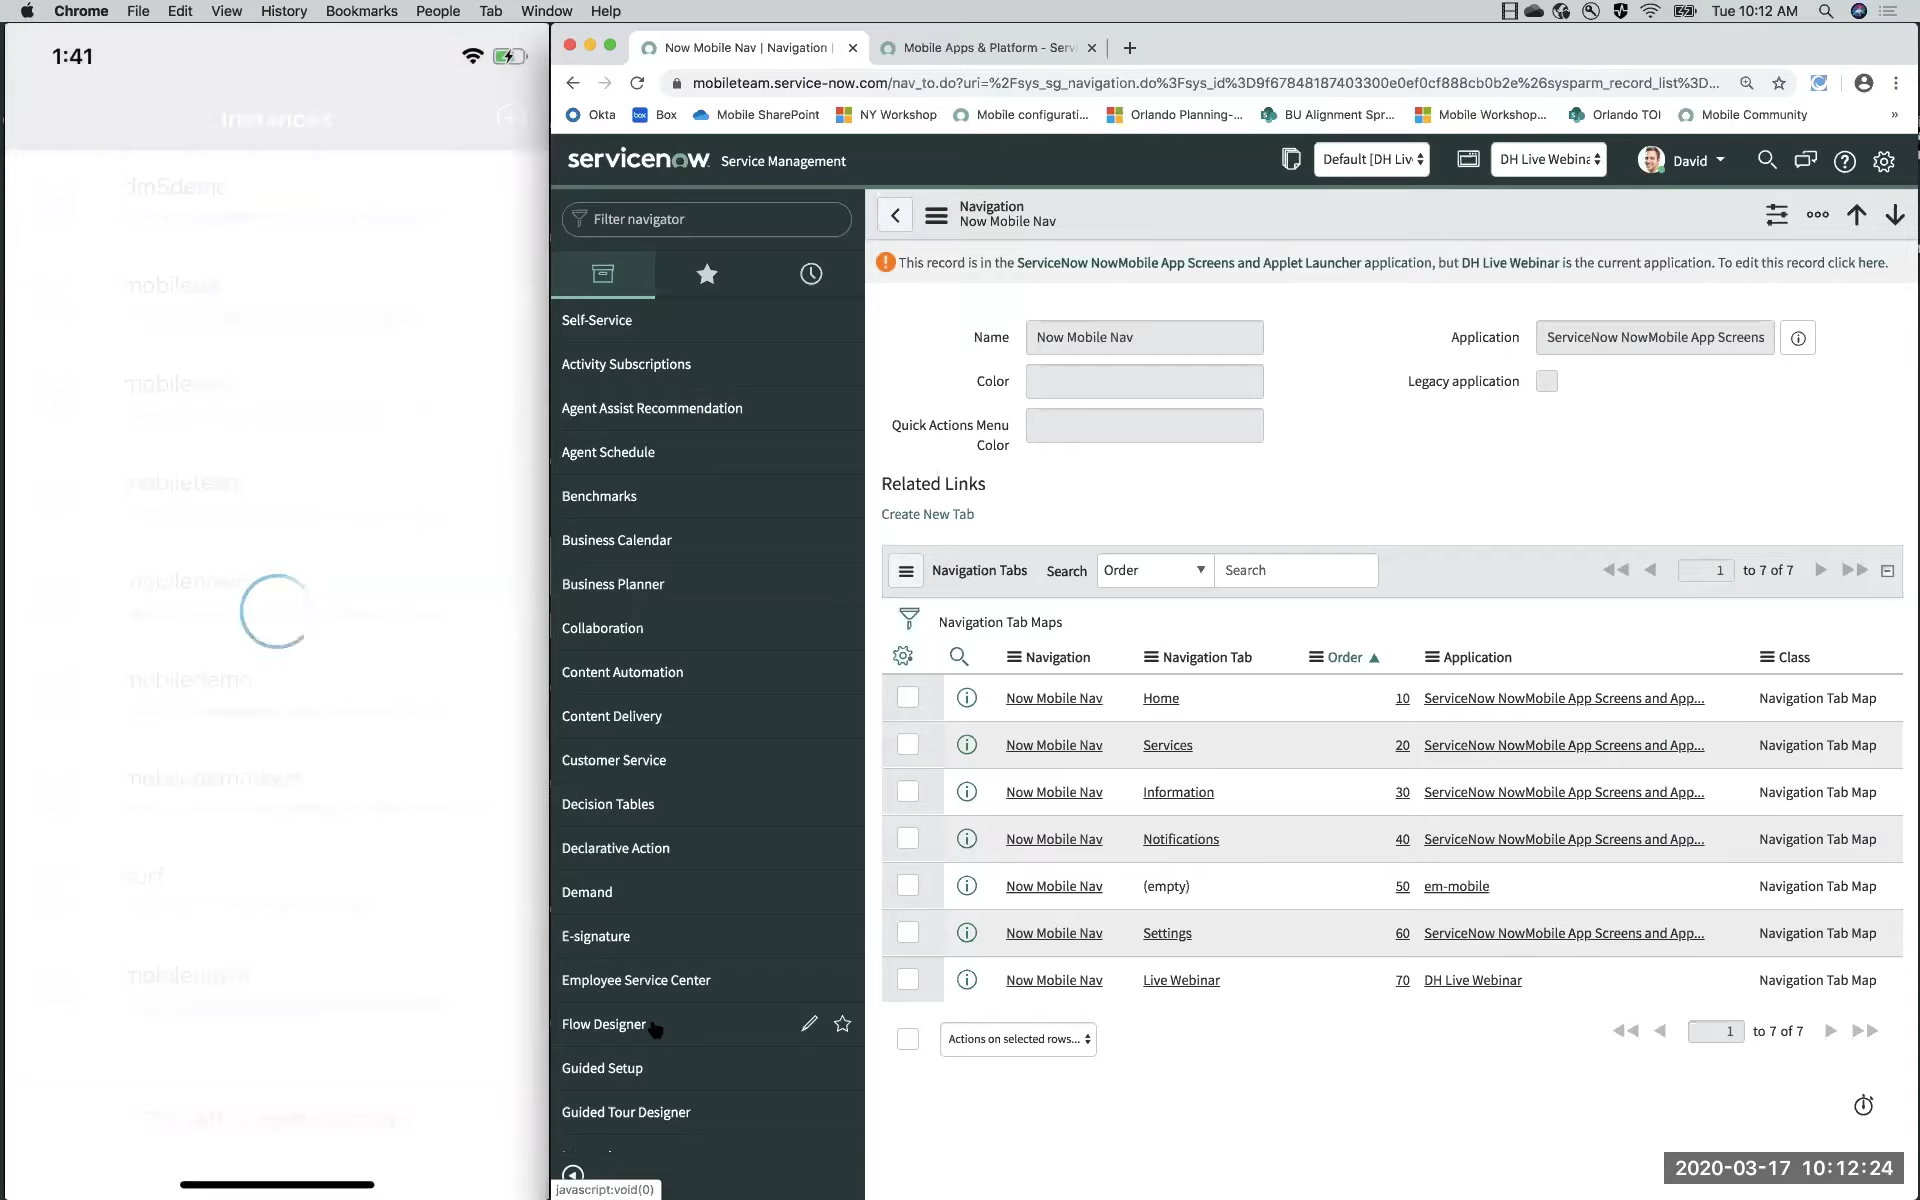 Chrome File Edit View History Bookmarks People Tab Window Help Tue 10:12 AM
1:41
Instances
mobiledemo
surf
Now Mobile Nav | Navigation |
Mobile Apps & Platform - Serv
mobileteam.service-now.com/nav_to.do?uri=%2Fsys_sg_navigation.do%3Fsys_id%3D9f67848187403300e0ef0cf888cb0b2e%26sysparm_record_list%3D...
Okta Box Mobile SharePoint NY Workshop Mobile configurati... Orlando Planning-... BU Alignment Spr... Mobile Workshop... Orlando TOI Mobile Community »
servicenow Service Management
Default [DH Liv
DH Live Webina
David
Filter navigator
Self-Service
Activity Subscriptions
Agent Assist Recommendation
Agent Schedule
Benchmarks
Business Calendar
Business Planner
Collaboration
Content Automation
Content Delivery
Customer Service
Decision Tables
Declarative Action
Demand
E-signature
Employee Service Center
Flow Designer
Guided Setup
Guided Tour Designer
javascript:void(0)
Navigation
Now Mobile Nav
This record is in the ServiceNow NowMobile App Screens and Applet Launcher application, but DH Live Webinar is the current application. To edit this record click here.
Name Now Mobile Nav Application ServiceNow NowMobile App Screens
Color Legacy application
Quick Actions Menu
Color
Related Links
Create New Tab
Navigation Tabs Search Order Search 1 to 7 of 7
Navigation Tab Maps
Navigation Navigation Tab Order Application Class
Now Mobile Nav Home 10 ServiceNow NowMobile App Screens and App... Navigation Tab Map
Now Mobile Nav Services 20 ServiceNow NowMobile App Screens and App... Navigation Tab Map
Now Mobile Nav Information 30 ServiceNow NowMobile App Screens and App... Navigation Tab Map
Now Mobile Nav Notifications 40 ServiceNow NowMobile App Screens and App... Navigation Tab Map
Now Mobile Nav (empty) 50 em-mobile Navigation Tab Map
Now Mobile Nav Settings 60 ServiceNow NowMobile App Screens and App... Navigation Tab Map
Now Mobile Nav Live Webinar 70 DH Live Webinar Navigation Tab Map
Actions on selected rows... 1 to 7 of 7
2020-03-17 10:12:24